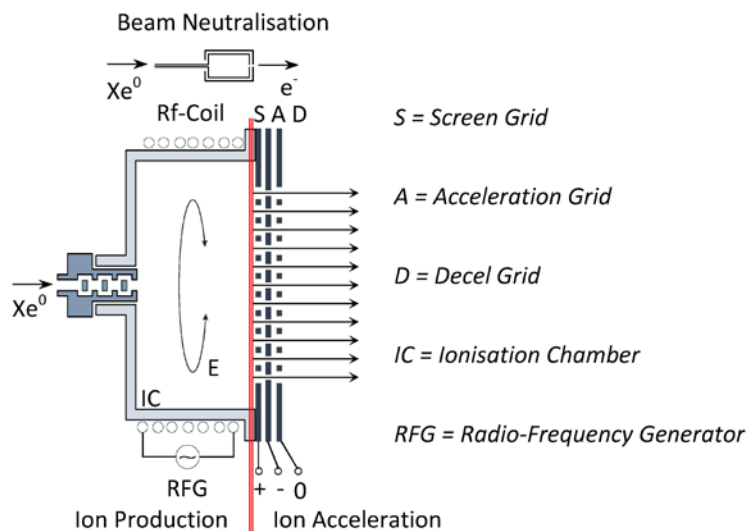 Beam Neutralisation
Xe⁰ e⁻
Rf-Coil S A D
S = Screen Grid
A = Acceleration Grid
D = Decel Grid
Xe⁰
E
IC
IC = Ionisation Chamber
RFG
+ - 0
RFG = Radio-Frequency Generator
Ion Production Ion Acceleration